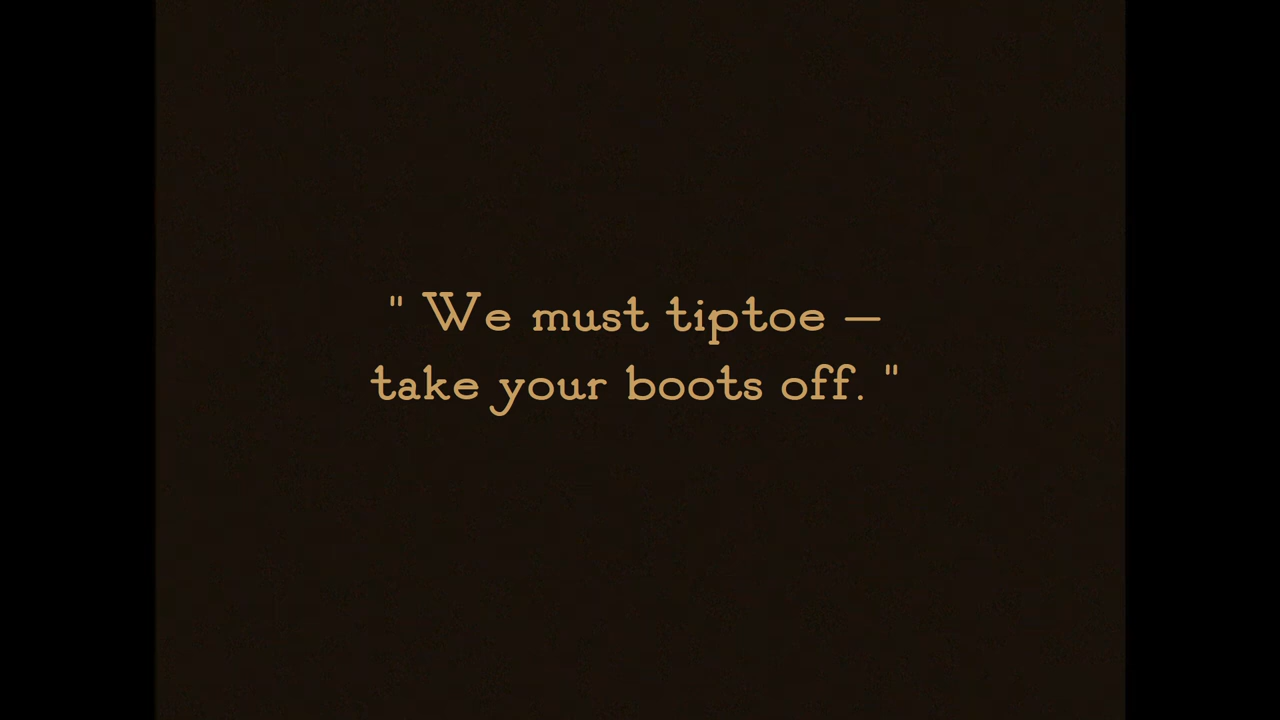 " We must tiptoe —
take your boots off. "